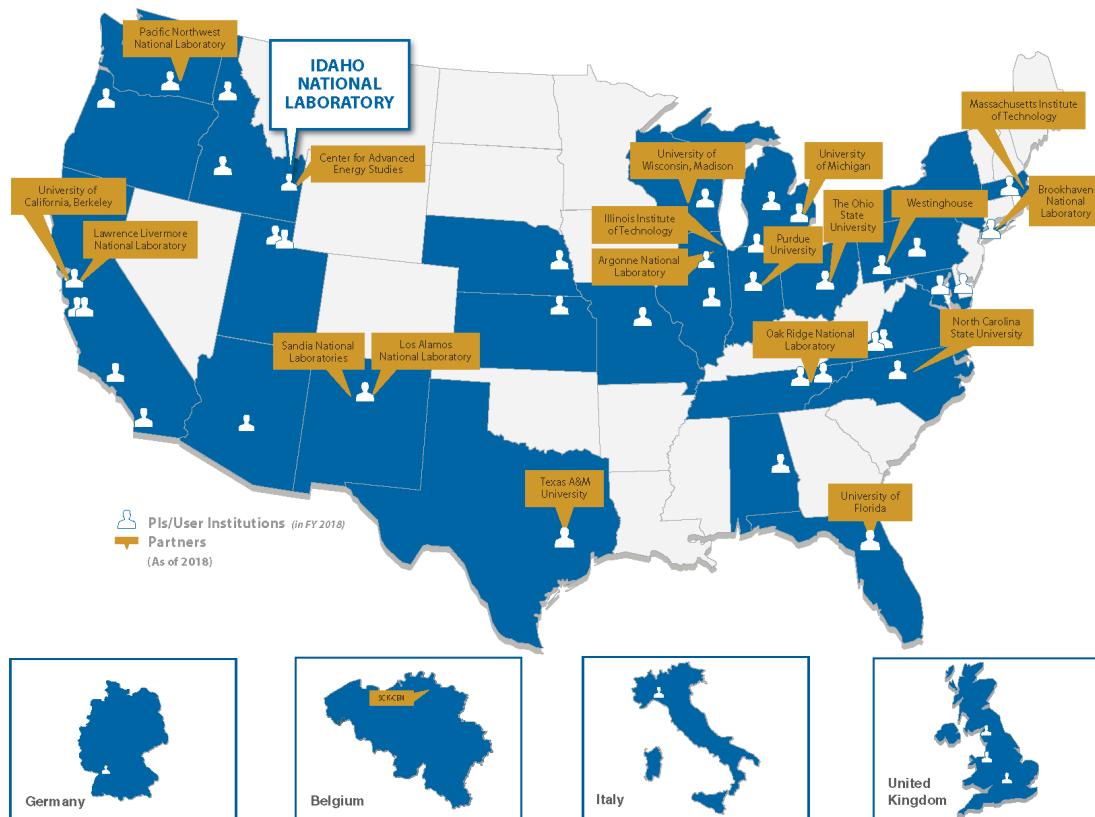 Pacific Northwest
National Laboratory
IDAHO
NATIONAL
LABORATORY
Center for Advanced
Energy Studies
University of
California, Berkeley
Lawrence Livermore
National Laboratory
Sandia National
Laboratories
Los Alamos
National Laboratory
University of
Wisconsin, Madison
Illinois Institute
of Technology
Argonne National
Laboratory
University
of Michigan
Purdue
University
The Ohio
State
University
Westinghouse
Massachusetts Institute
of Technology
Brookhaven
National
Laboratory
Oak Ridge National
Laboratory
North Carolina
State University
Texas A&M
University
University of
Florida
PIs/User Institutions (in FY 2018)
Partners
(As of 2018)
SCK-CEN
Germany
Belgium
Italy
United
Kingdom